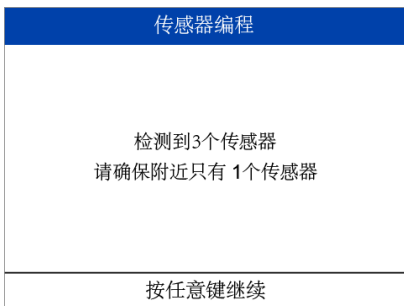 传感器编程
检测到3个传感器
请确保附近只有 1个传感器
按任意键继续